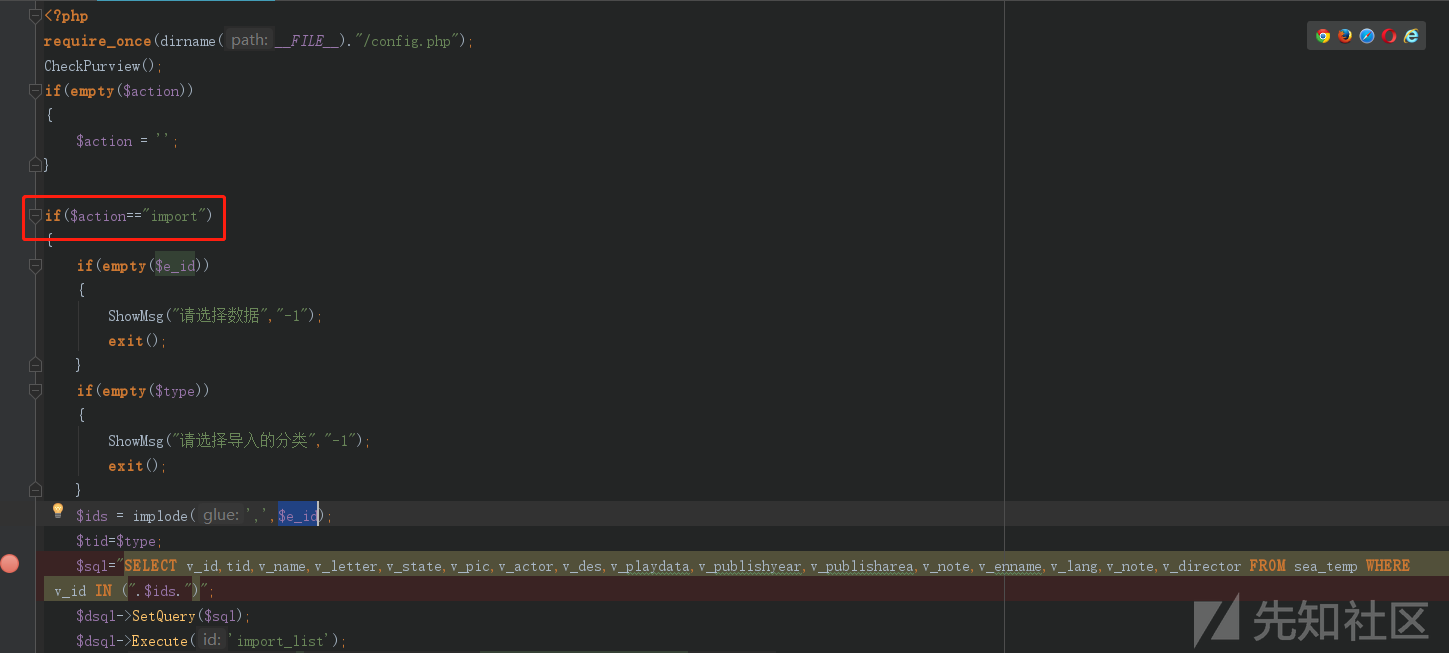 <?php
require_once(dirname( path: __FILE__)."/config.php");
CheckPurview();
if(empty($action))
{
$action = '';
}
if($action=="import")
{
if(empty($e_id))
{
ShowMsg("请选择数据","-1");
exit();
}
if(empty($type))
{
ShowMsg("请选择导入的分类","-1");
exit();
}
$ids = implode( glue: ',',$e_id);
$tid=$type;
$sql="SELECT v_id,tid,v_name,v_letter,v_state,v_pic,v_actor,v_des,v_playdata,v_publishyear,v_publisharea,v_note,v_enname,v_lang,v_note,v_director FROM sea_temp WHERE
v_id IN (".$ids.")";
$dsql->SetQuery($sql);
$dsql->Execute( id: 'import_list');
先知社区